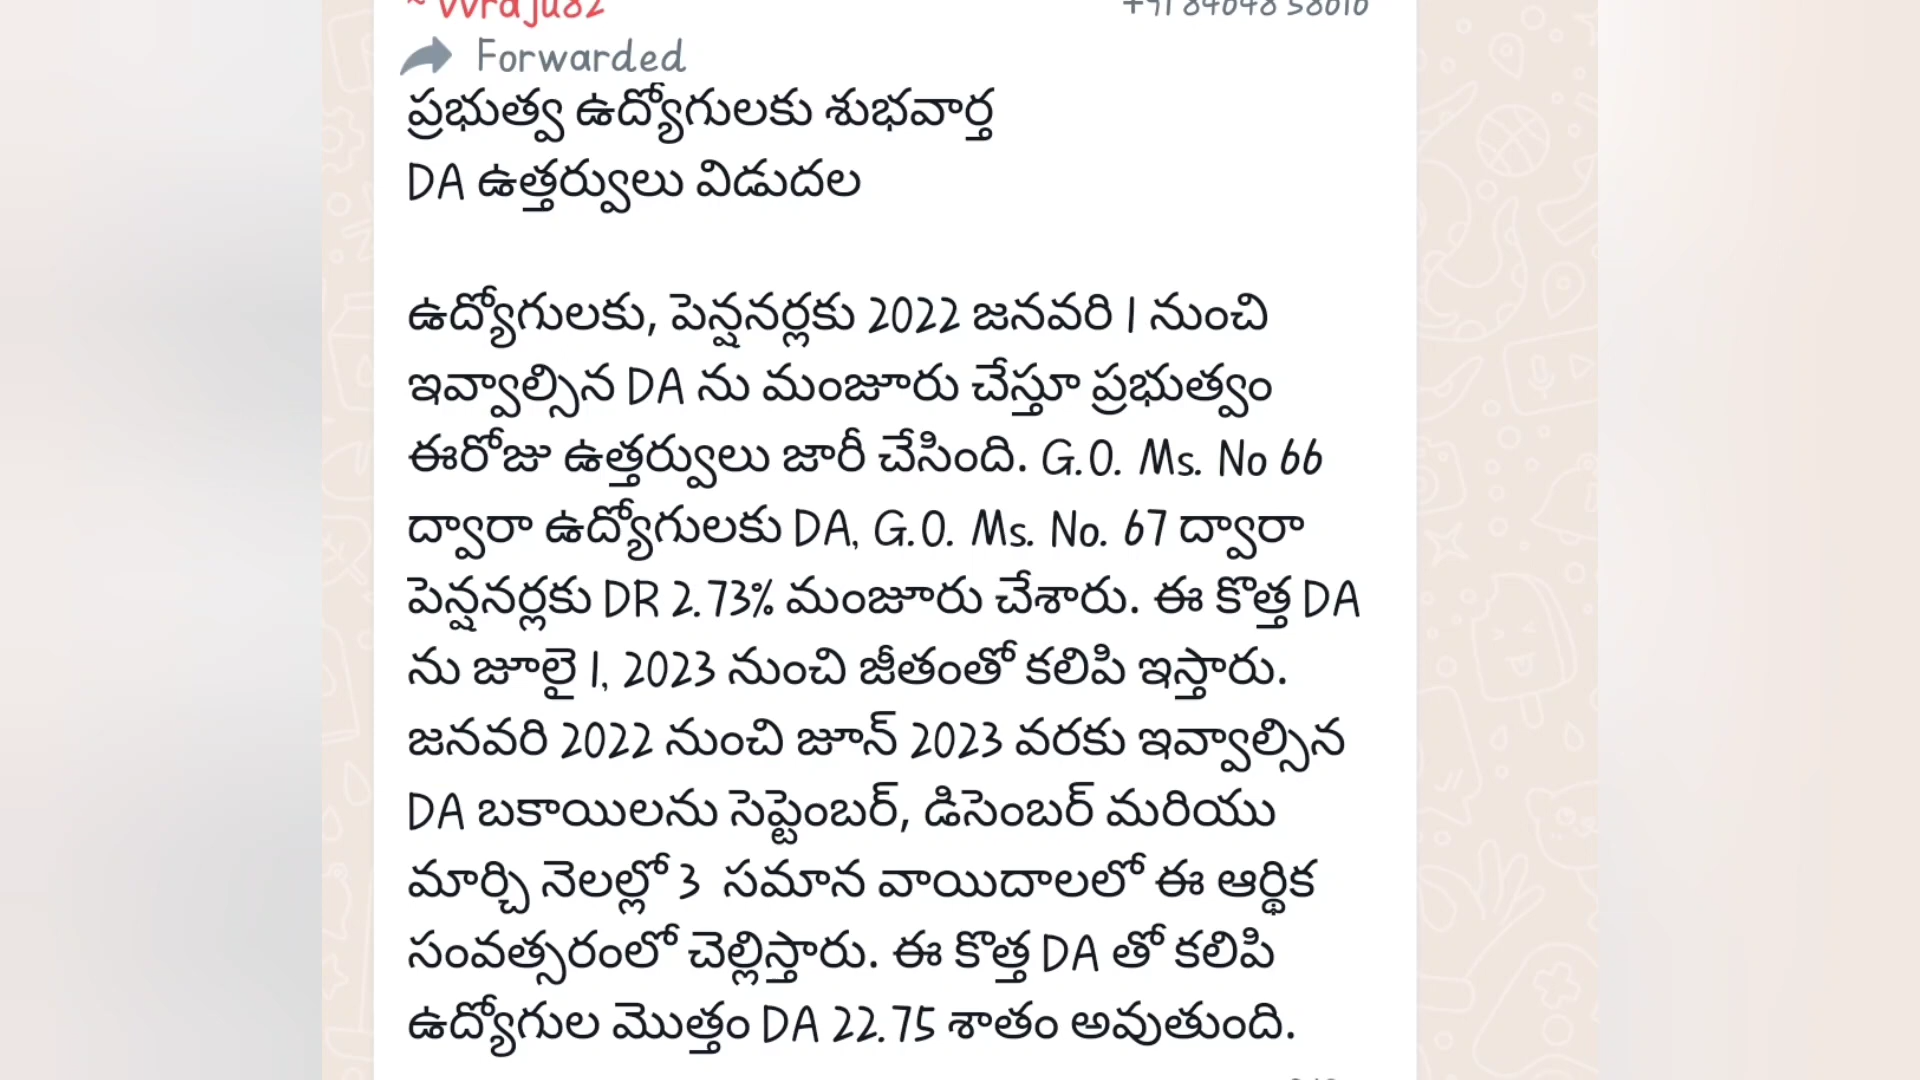 Forwarded
ప్రభుత్వ ఉద్యోగులకు శుభవార్త
DA ఉత్తర్వులు విడుదల
ఉద్యోగులకు, పెన్షనర్లకు 2022 జనవరి 1 నుంచి
ఇవ్వాల్సిన DA ను మంజూరు చేస్తూ ప్రభుత్వం
ఈరోజు ఉత్తర్వులు జారీ చేసింది. G.O. Ms. No 66
ద్వారా ఉద్యోగులకు DA, G.O. Ms. No. 67 ద్వారా
పెన్షనర్లకు DR 2.73% మంజూరు చేశారు. ఈ కొత్త DA
ను జూలై 1, 2023 నుంచి జీతంతో కలిపి ఇస్తారు.
జనవరి 2022 నుంచి జూన్ 2023 వరకు ఇవ్వాల్సిన
DA బకాయిలను సెప్టెంబర్, డిసెంబర్ మరియు
మార్చి నెలల్లో 3 సమాన వాయిదాలలో ఈ ఆర్థిక
సంవత్సరంలో చెల్లిస్తారు. ఈ కొత్త DA తో కలిపి
ఉద్యోగుల మొత్తం DA 22.75 శాతం అవుతుంది.